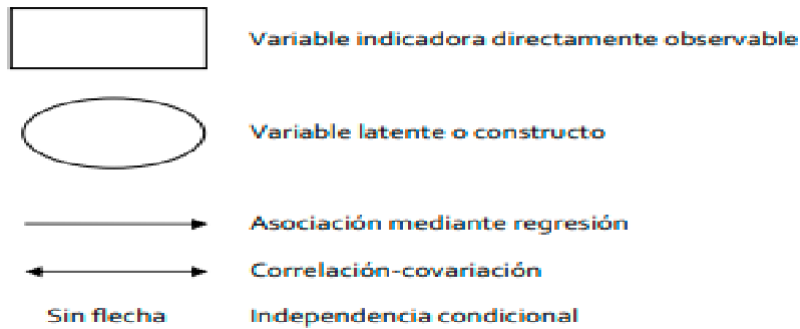 Variable indicadora directamente observable
Variable latente o constructo
Asociación mediante regresión
Correlación-covariación
Sin flecha Independencia condicional